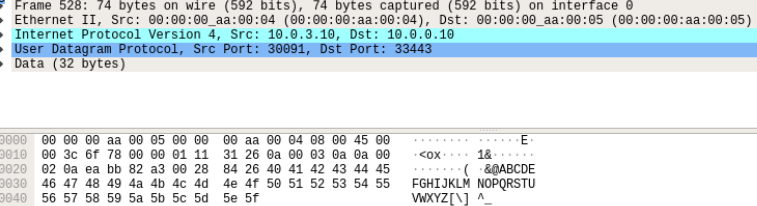 Frame 528: 74 bytes on wire (592 bits), 74 bytes captured (592 bits) on interface 0
Ethernet II, Src: 00:00:00_aa:00:04 (00:00:00:aa:00:04), Dst: 00:00:00_aa:00:05 (00:00:00:aa:00:05)
Internet Protocol Version 4, Src: 10.0.3.10, Dst: 10.0.0.10
User Datagram Protocol, Src Port: 30091, Dst Port: 33443
Data (32 bytes)
0000 00 00 00 aa 00 05 00 00 00 aa 00 04 08 00 45 00 ········ ······E·
0010 00 3c 6f 78 00 00 01 11 31 26 0a 00 03 0a 0a 00 ·<ox···· 1&······
0020 02 0a ea bb 82 a3 00 28 84 26 40 41 42 43 44 45 ·······( ·&@ABCDE
0030 46 47 48 49 4a 4b 4c 4d 4e 4f 50 51 52 53 54 55 FGHIJKLM NOPQRSTU
0040 56 57 58 59 5a 5b 5c 5d 5e 5f VWXYZ[\] ^_